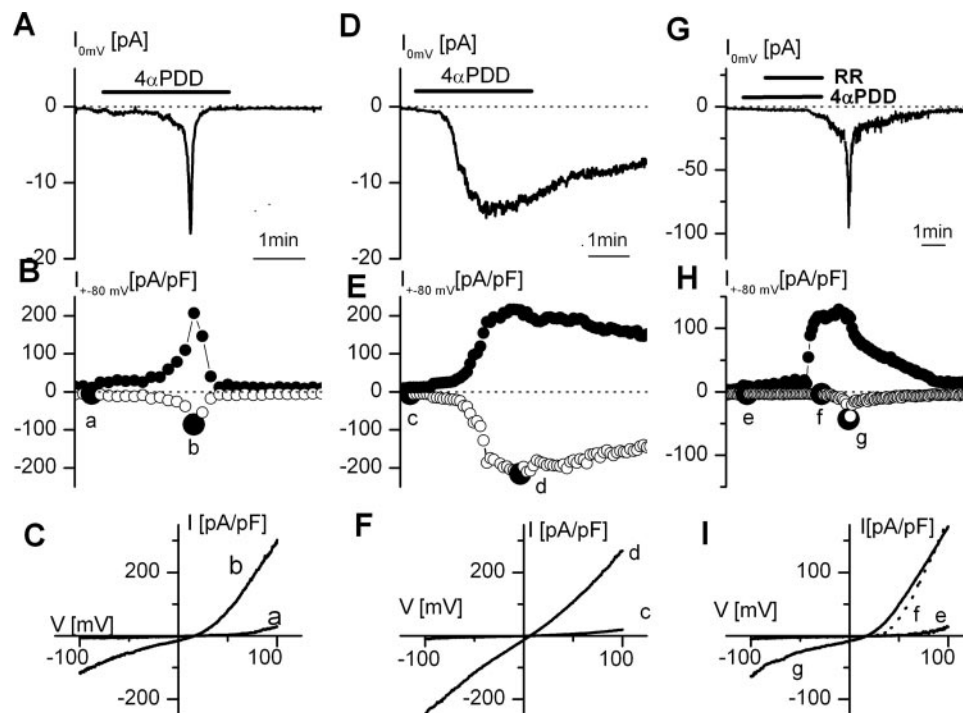 A
I0mV [pA]
4αPDD
0
-10
-20
1min
B
I+-80 mV[pA/pF]
200
100
0
-100
-200
a
b
C
I [pA/pF]
200
b
a
V [mV]
-100
100
-200
D
I0mV [pA]
4αPDD
0
-10
-20
1min
E
I+-80 mV[pA/pF]
200
100
0
-100
-200
c
d
F
I [pA/pF]
200
d
c
V [mV]
-100
100
-200
G
I0mV [pA]
RR
4αPDD
0
-50
-100
1min
H
I+-80 mV[pA/pF]
100
0
-100
e
f
g
I
I[pA/pF]
200
f
e
V [mV]
-100
100
g
-100